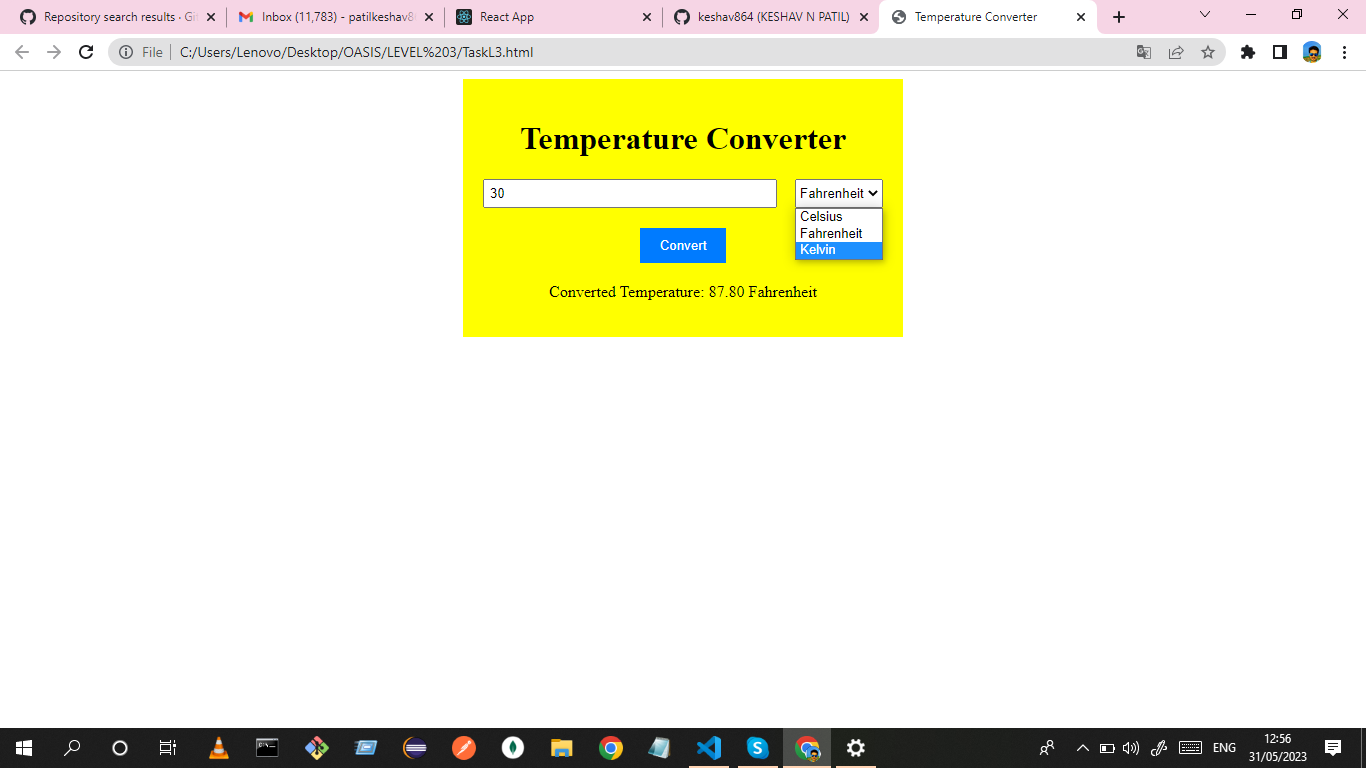 Repository search results · Gi
Inbox (11,783) - patilkeshav8
React App
keshav864 (KESHAV N PATIL)
Temperature Converter
File
C:/Users/Lenovo/Desktop/OASIS/LEVEL%203/TaskL3.html
Temperature Converter
30
Fahrenheit
Celsius
Fahrenheit
Kelvin
Convert
Converted Temperature: 87.80 Fahrenheit
ENG
12:56
31/05/2023